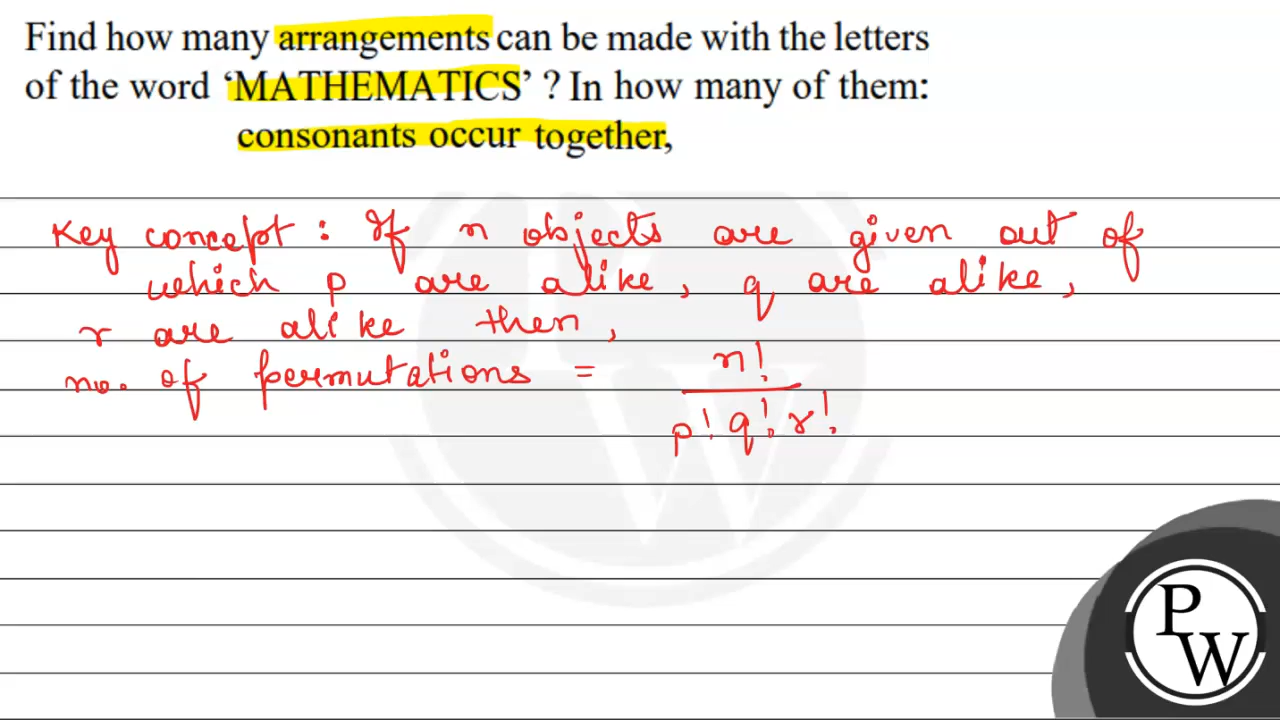 Find how many arrangements can be made with the letters
of the word ‘MATHEMATICS’ ? In how many of them:
consonants occur together,
Key concept : If n objects are given out of
which p are alike, q are alike,
r are alike then,
no. of permutations = n!
p! q! r!
P
W